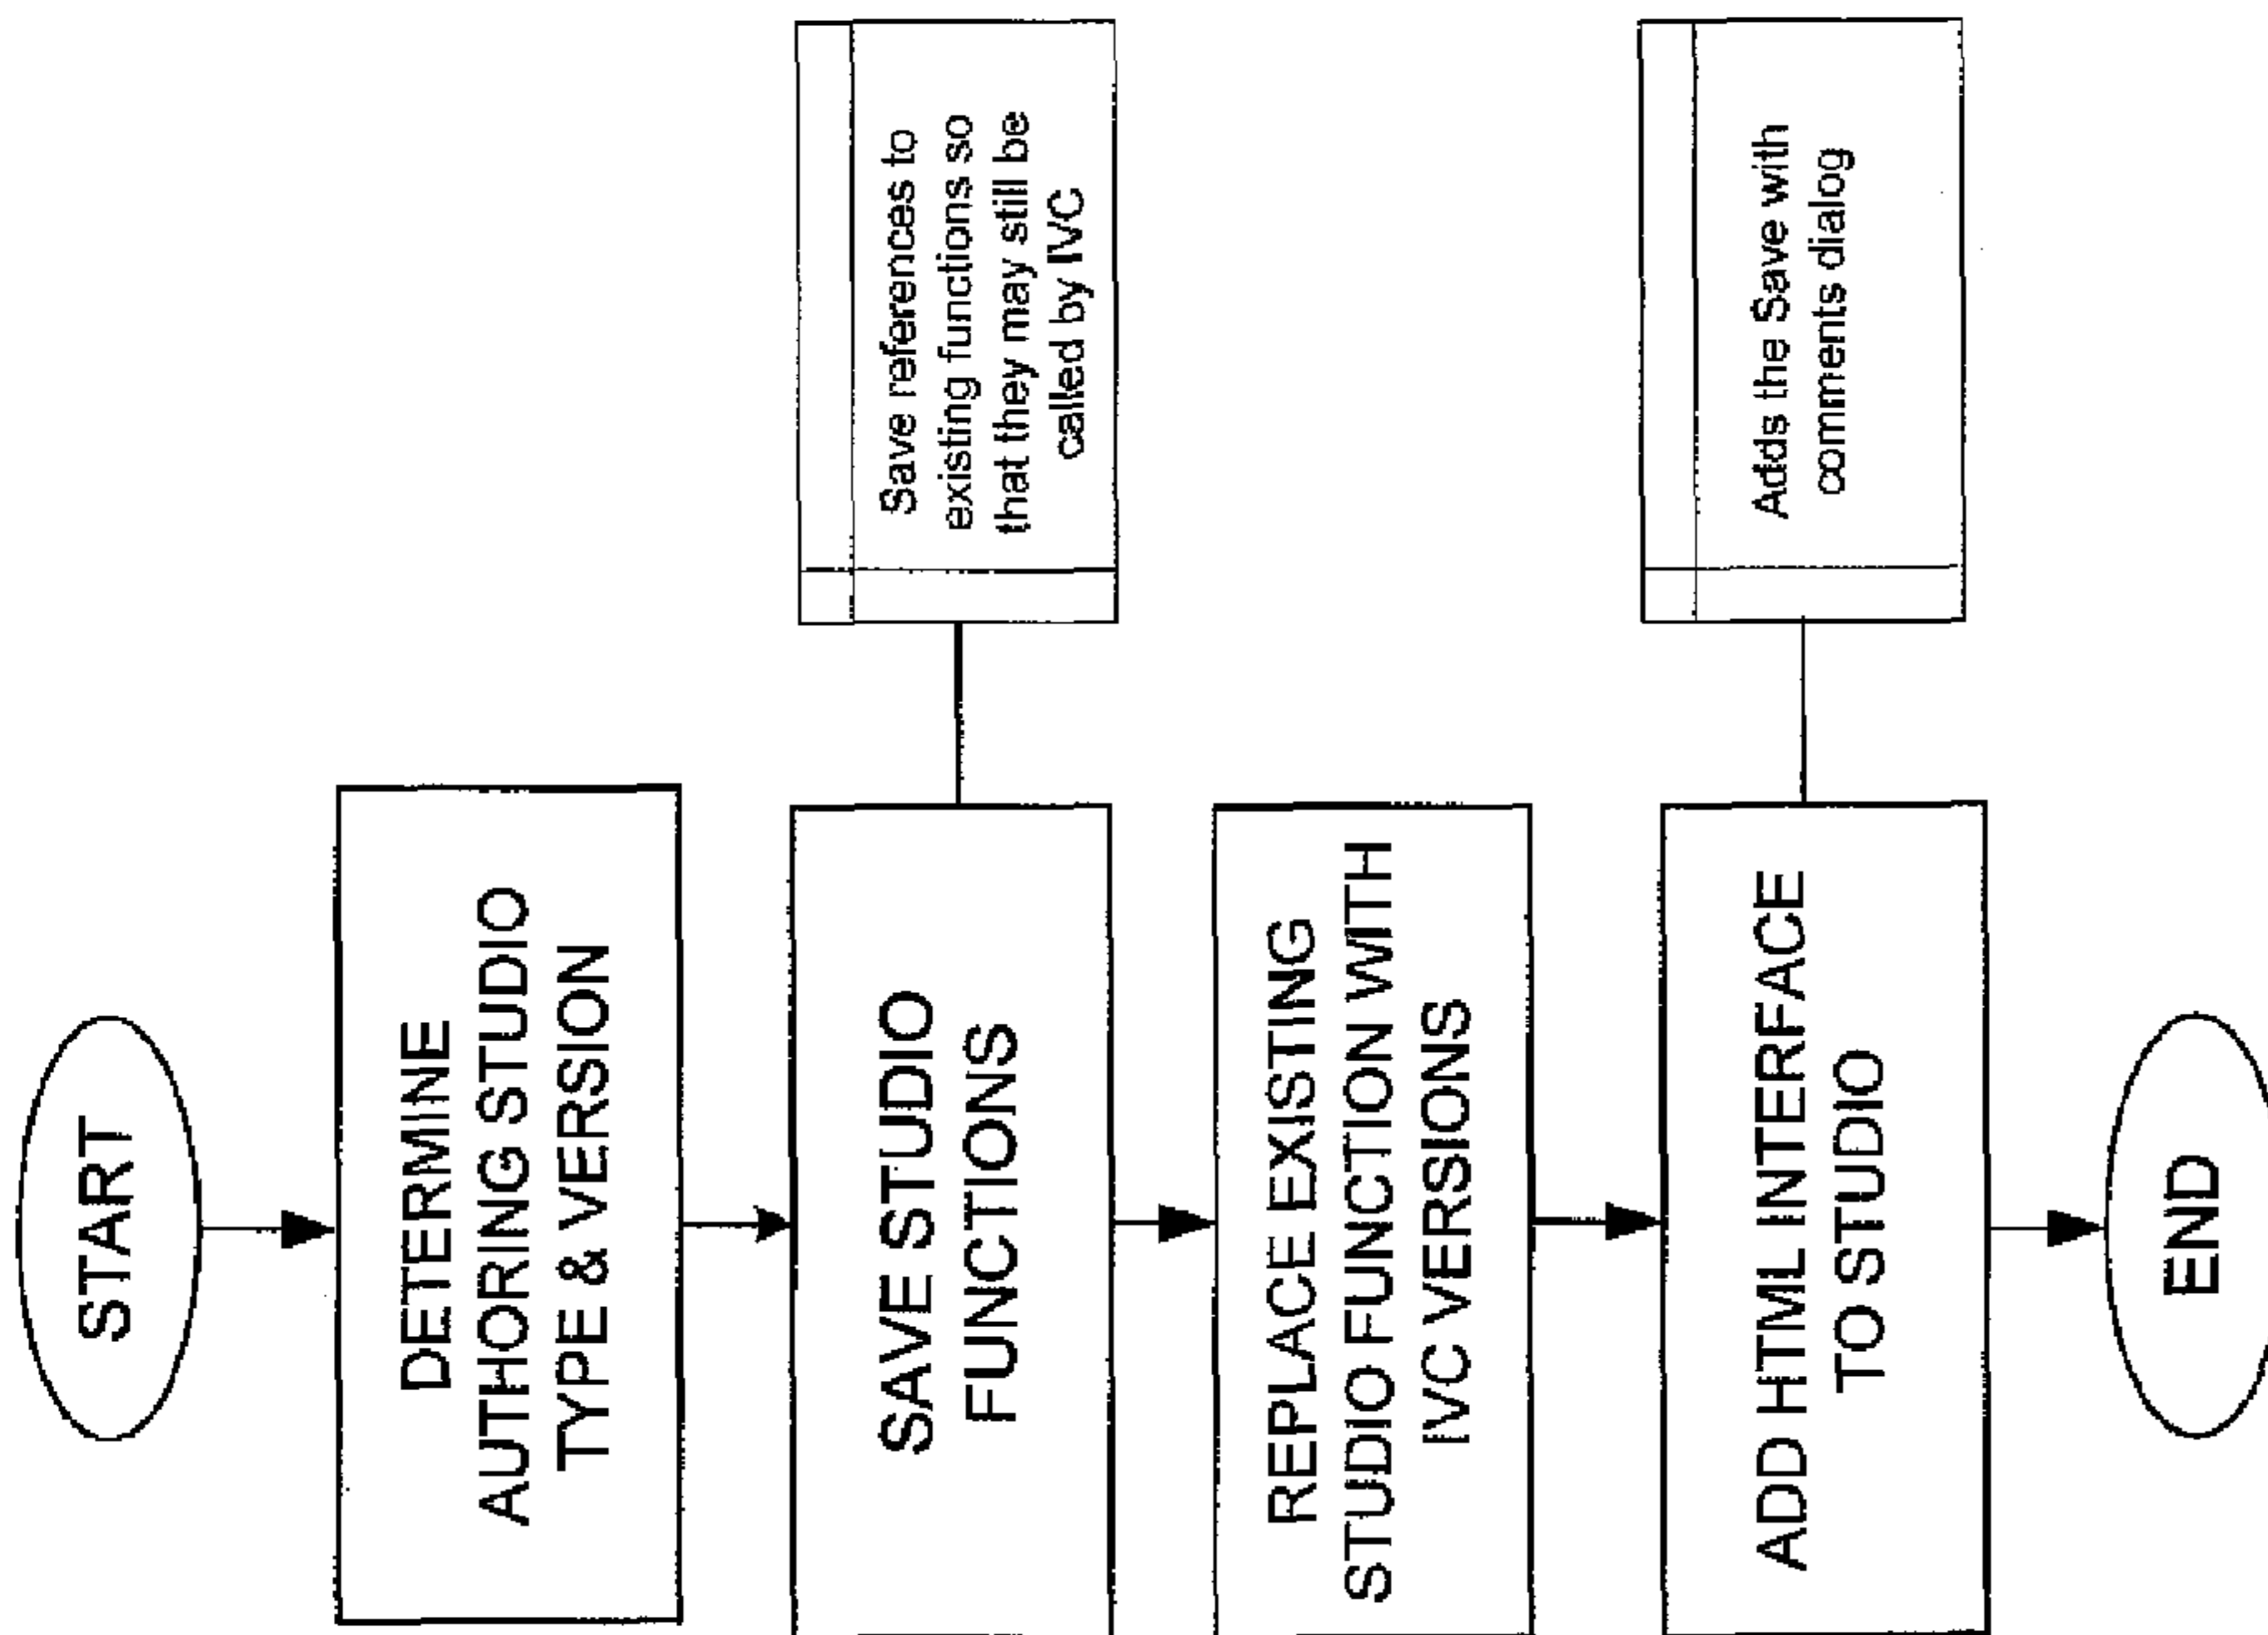 START
DETERMINE
AUTHORING STUDIO
TYPE & VERSION
SAVE STUDIO
FUNCTIONS
Save references to
existing functions so
that they may still be
called by IVC
REPLACE EXISTING
STUDIO FUNCTION WITH
IVC VERSIONS
ADD HTML INTERFACE
TO STUDIO
Adds the Save with
comments dialog
END